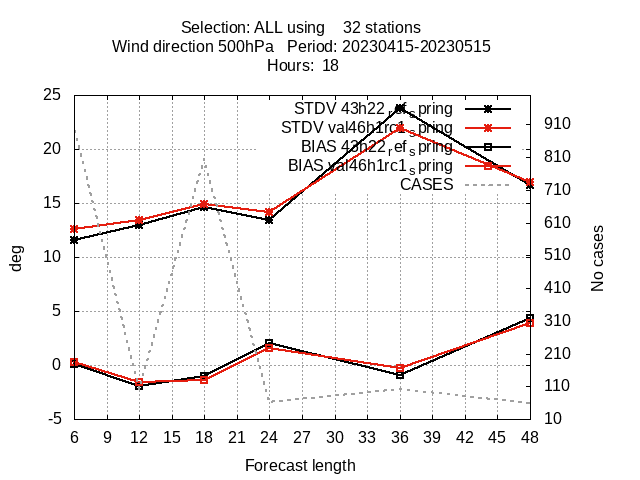 Selection: ALL using 32 stations
Wind direction 500hPa Period: 20230415-20230515
Hours: 18
STDV 43h22_ref_spring
STDV val46h1rc1_spring
BIAS 43h22_ref_spring
BIAS val46h1rc1_spring
CASES
25
20
15
10
5
0
-5
deg
910
810
710
610
510
410
310
210
110
10
No cases
6 9 12 15 18 21 24 27 30 33 36 39 42 45 48
Forecast length